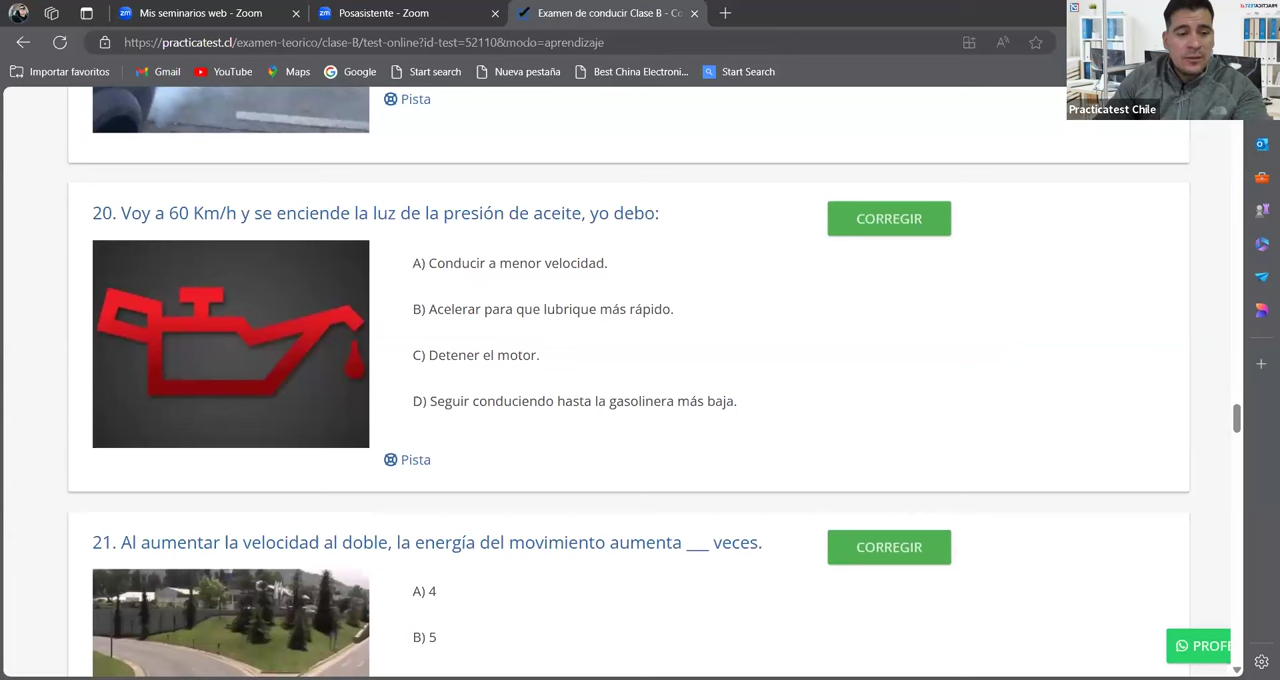 Mis seminarios web - Zoom
Posasistente - Zoom
Examen de conducir Clase B - Co
https://practicatest.cl/examen-teorico/clase-B/test-online?id-test=52110&modo=aprendizaje
Importar favoritos
Gmail
YouTube
Maps
Google
Start search
Nueva pestaña
Best China Electroni...
Start Search
Practicatest Chile
Pista
20. Voy a 60 Km/h y se enciende la luz de la presión de aceite, yo debo:
CORREGIR
A) Conducir a menor velocidad.
B) Acelerar para que lubrique más rápido.
C) Detener el motor.
D) Seguir conduciendo hasta la gasolinera más baja.
Pista
21. Al aumentar la velocidad al doble, la energía del movimiento aumenta ___ veces.
CORREGIR
A) 4
B) 5
PROF